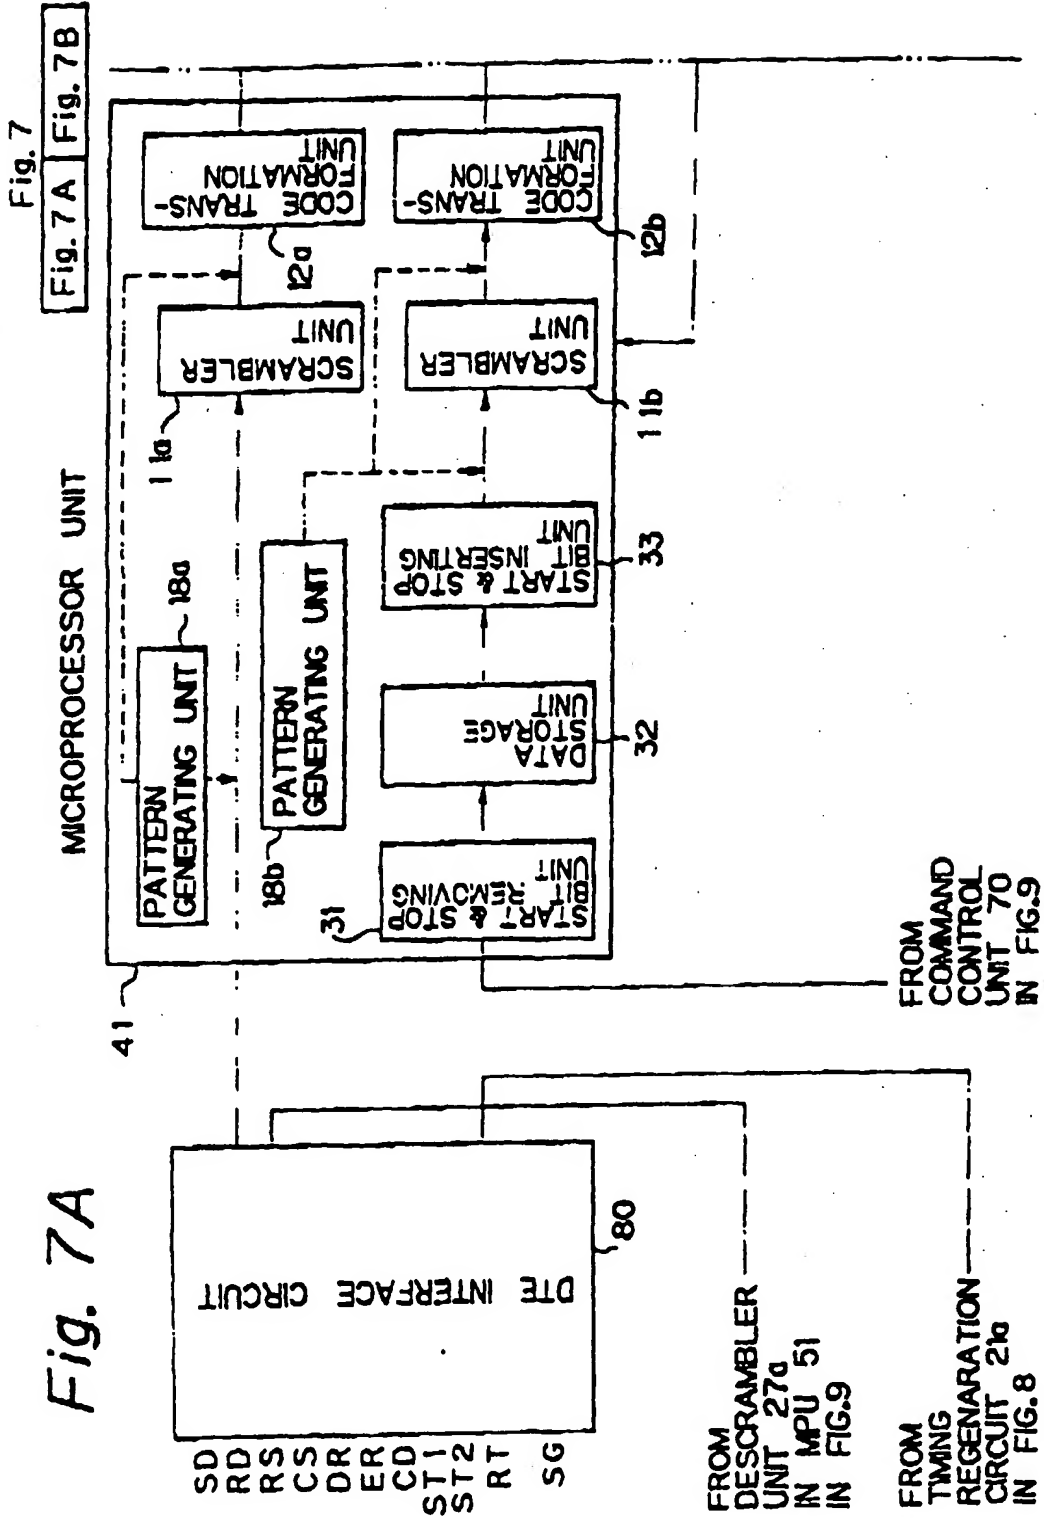 Fig. 7A
Fig. 7
Fig. 7A
Fig. 7B
MICROPROCESSOR UNIT
41
PATTERN
GENERATING UNIT
18a
11a
SCRAMBLER
UNIT
12a
CODE TRANS-
FORMATION
UNIT
PATTERN
GENERATING UNIT
18b
31
START & STOP
BIT REMOVING
UNIT
DATA
STORAGE
UNIT
32
START & STOP
BIT INSERTING
UNIT
33
SCRAMBLER
UNIT
11b
CODE TRANS-
FORMATION
UNIT
12b
SD
RD
RS
CS
DR
ER
CD
ST1
ST2
RT
SG
DTE INTERFACE CIRCUIT
80
FROM
DESCRAMBLER
UNIT 27a
IN MPU 51
IN FIG.9
FROM
TIMING
REGENARATION
CIRCUIT 21a
IN FIG.8
FROM
COMMAND
CONTROL
UNIT 70
IN FIG.9